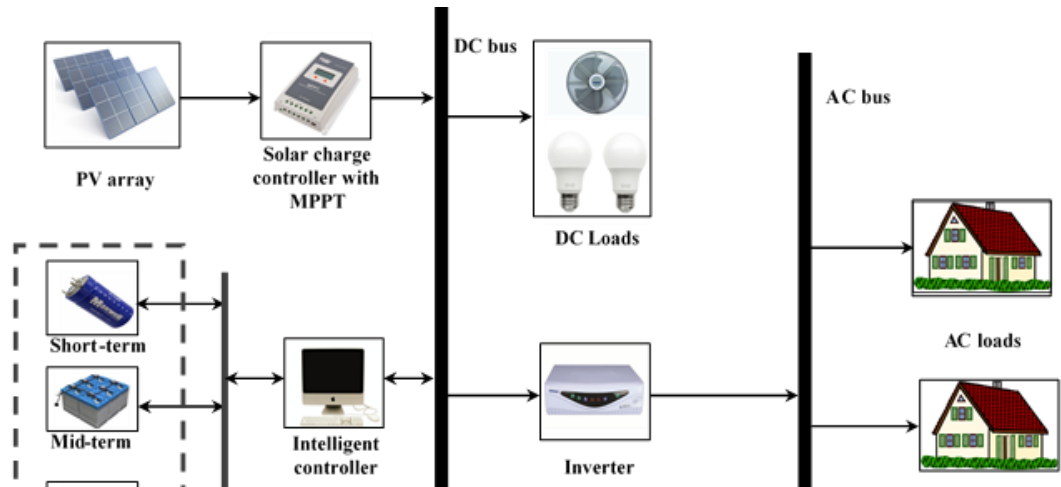 DC bus
AC bus
PV array
Solar charge
controller with
MPPT
DC Loads
Short-term
Mid-term
Intelligent
controller
Inverter
AC loads